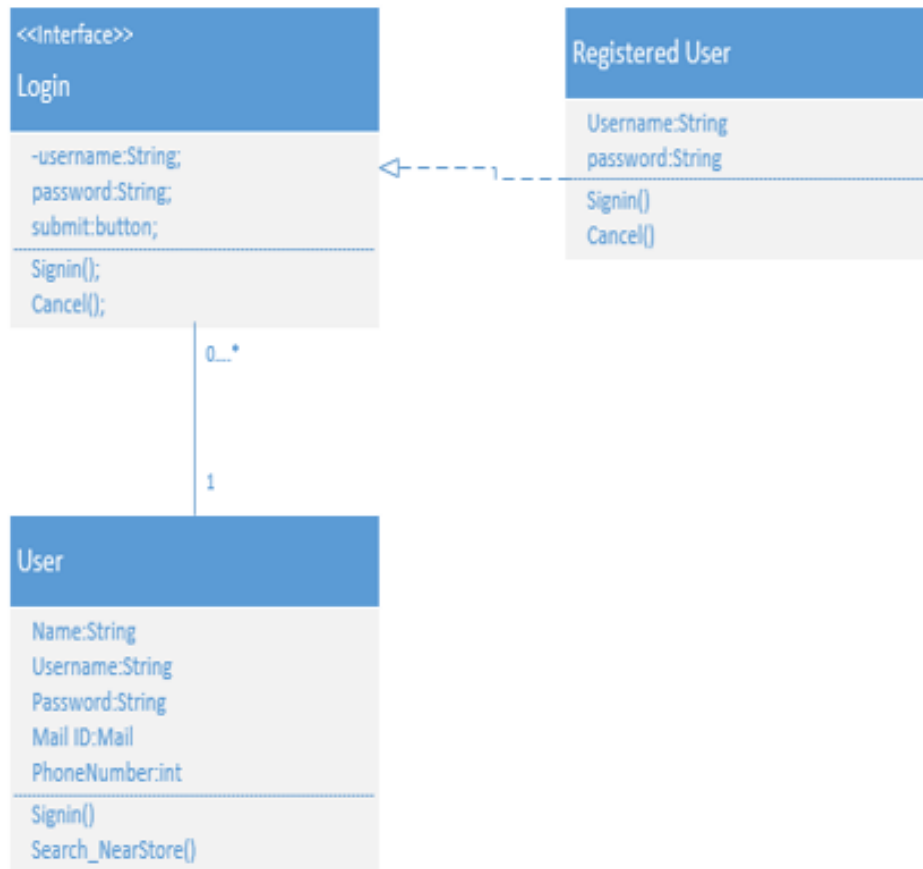 <<Interface>>
Login
-username:String;
password:String;
submit:button;
Signin();
Cancel();
Registered User
Username:String
password:String
Signin()
Cancel()
0....*
1
User
Name:String
Username:String
Password:String
Mail ID:Mail
PhoneNumber:int
Signin()
Search_NearStore()